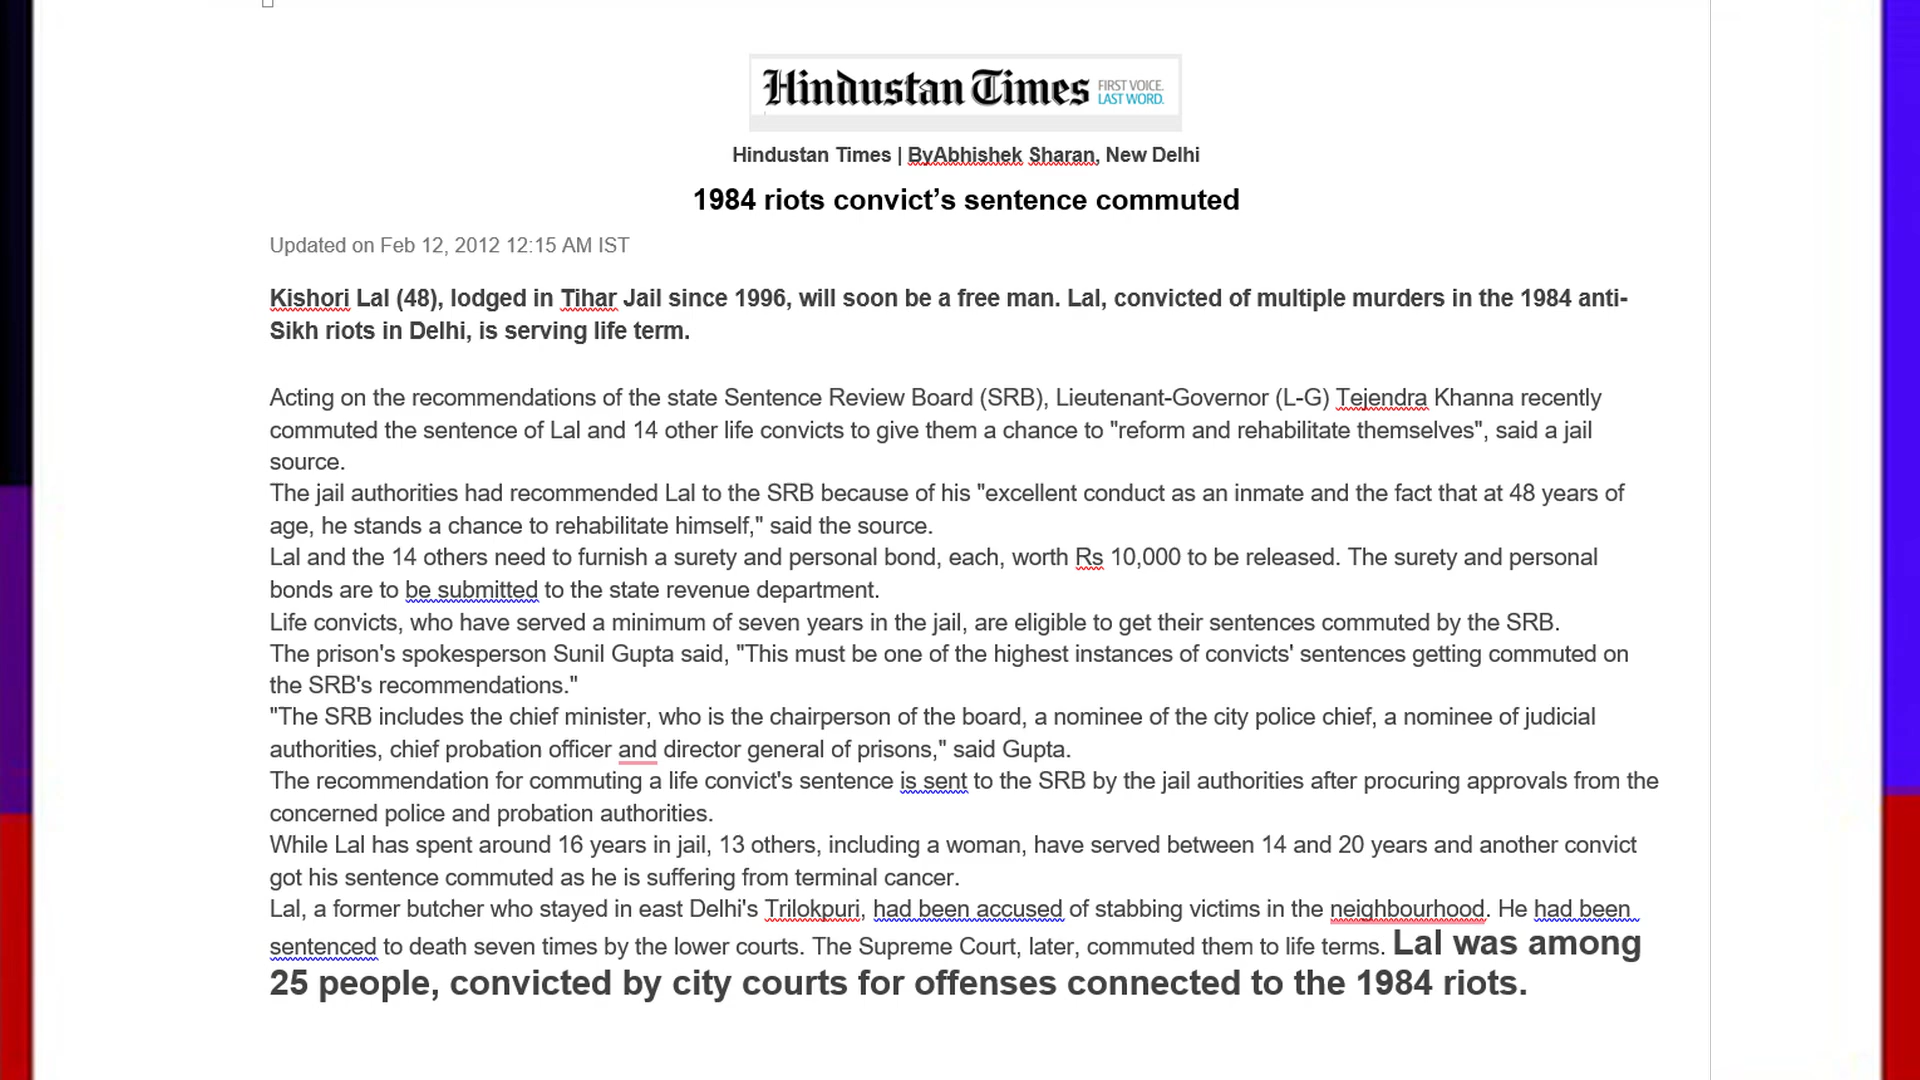 Hindustan Times FIRST VOICE.
LAST WORD.
Hindustan Times | ByAbhishek Sharan, New Delhi
1984 riots convict’s sentence commuted
Updated on Feb 12, 2012 12:15 AM IST
Kishori Lal (48), lodged in Tihar Jail since 1996, will soon be a free man. Lal, convicted of multiple murders in the 1984 anti-
Sikh riots in Delhi, is serving life term.
Acting on the recommendations of the state Sentence Review Board (SRB), Lieutenant-Governor (L-G) Tejendra Khanna recently
commuted the sentence of Lal and 14 other life convicts to give them a chance to "reform and rehabilitate themselves", said a jail
source.
The jail authorities had recommended Lal to the SRB because of his "excellent conduct as an inmate and the fact that at 48 years of
age, he stands a chance to rehabilitate himself," said the source.
Lal and the 14 others need to furnish a surety and personal bond, each, worth Rs 10,000 to be released. The surety and personal
bonds are to be submitted to the state revenue department.
Life convicts, who have served a minimum of seven years in the jail, are eligible to get their sentences commuted by the SRB.
The prison's spokesperson Sunil Gupta said, "This must be one of the highest instances of convicts' sentences getting commuted on
the SRB's recommendations."
"The SRB includes the chief minister, who is the chairperson of the board, a nominee of the city police chief, a nominee of judicial
authorities, chief probation officer and director general of prisons," said Gupta.
The recommendation for commuting a life convict's sentence is sent to the SRB by the jail authorities after procuring approvals from the
concerned police and probation authorities.
While Lal has spent around 16 years in jail, 13 others, including a woman, have served between 14 and 20 years and another convict
got his sentence commuted as he is suffering from terminal cancer.
Lal, a former butcher who stayed in east Delhi's Trilokpuri, had been accused of stabbing victims in the neighbourhood. He had been
sentenced to death seven times by the lower courts. The Supreme Court, later, commuted them to life terms. Lal was among
25 people, convicted by city courts for offenses connected to the 1984 riots.